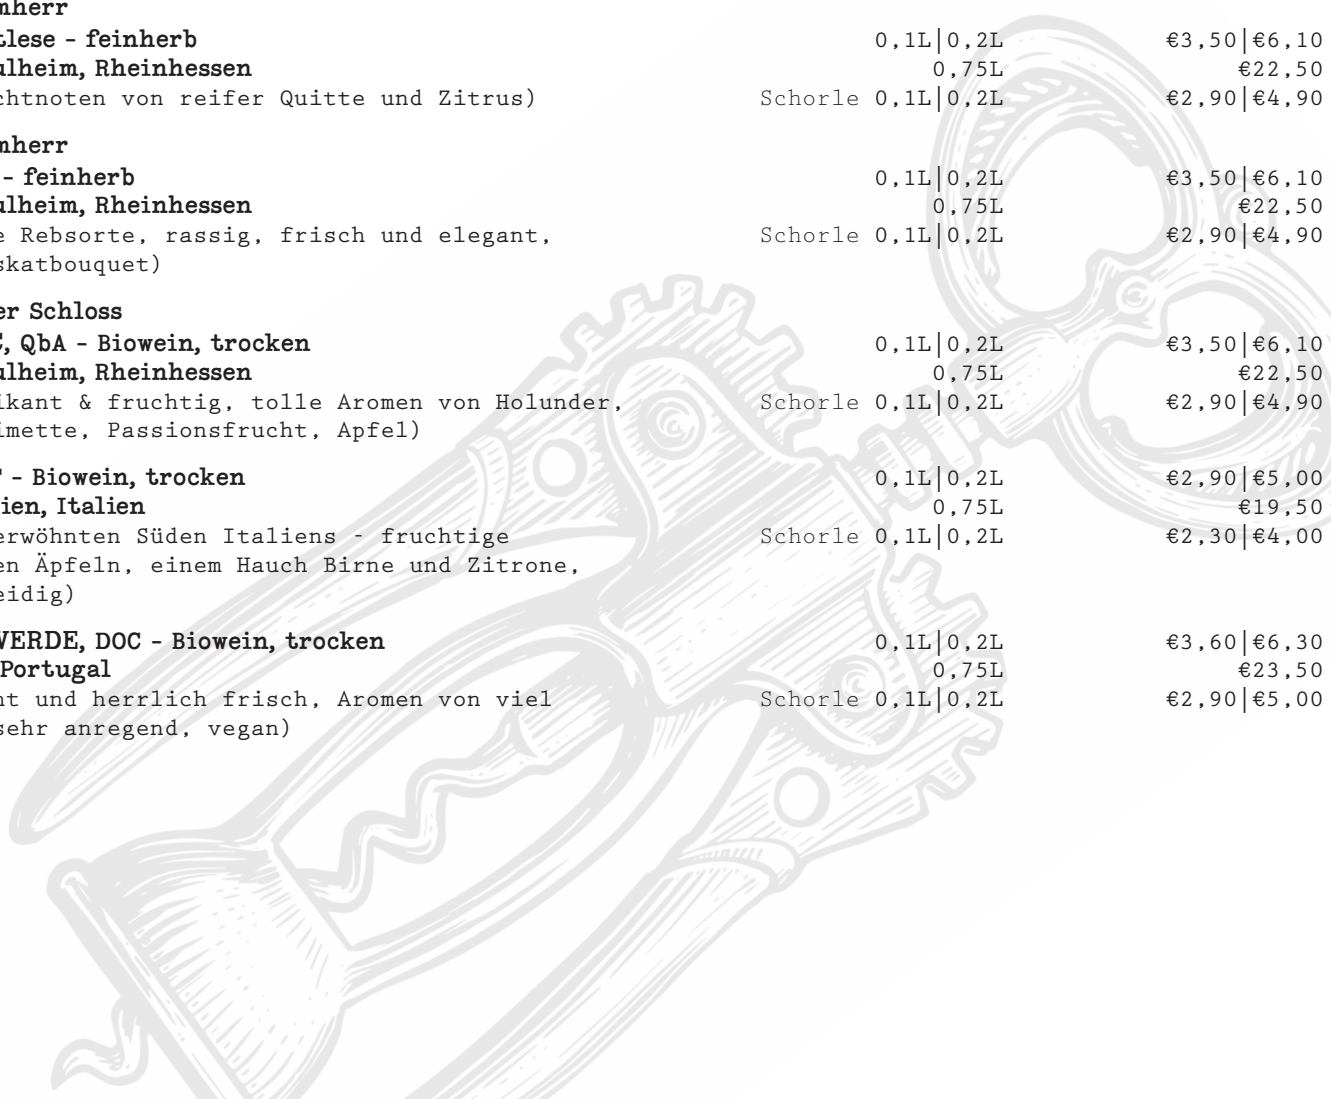 mherr
tlese - feinherb 0,1L|0,2L €3,50|€6,10
ulheim, Rheinhessen 0,75L €22,50
chtnoten von reifer Quitte und Zitrus) Schorle 0,1L|0,2L €2,90|€4,90
mherr
- feinherb 0,1L|0,2L €3,50|€6,10
ulheim, Rheinhessen 0,75L €22,50
e Rebsorte, rassig, frisch und elegant, Schorle 0,1L|0,2L €2,90|€4,90
skatbouquet)
er Schloss
, QbA - Biowein, trocken 0,1L|0,2L €3,50|€6,10
ulheim, Rheinhessen 0,75L €22,50
ikant & fruchtig, tolle Aromen von Holunder, Schorle 0,1L|0,2L €2,90|€4,90
imette, Passionsfrucht, Apfel)
- Biowein, trocken 0,1L|0,2L €2,90|€5,00
ien, Italien 0,75L €19,50
erwöhnten Süden Italiens - fruchtige Schorle 0,1L|0,2L €2,30|€4,00
en Äpfeln, einem Hauch Birne und Zitrone,
eidig)
VERDE, DOC - Biowein, trocken 0,1L|0,2L €3,60|€6,30
Portugal 0,75L €23,50
nt und herrlich frisch, Aromen von viel Schorle 0,1L|0,2L €2,90|€5,00
sehr anregend, vegan)